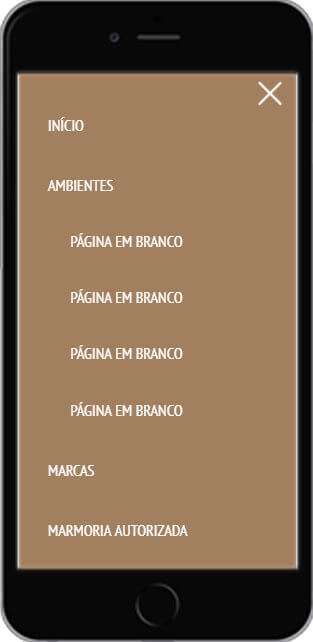 INÍCIO
AMBIENTES
PÁGINA EM BRANCO
PÁGINA EM BRANCO
PÁGINA EM BRANCO
PÁGINA EM BRANCO
MARCAS
MARMORIA AUTORIZADA